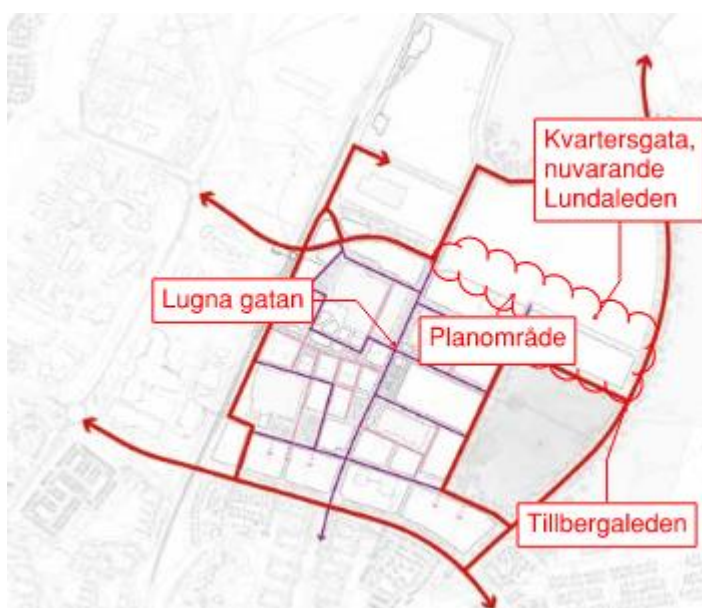 Kvartersgata,
nuvarande
Lundaleden
Lugna gatan
Planområde
Tillbergaleden